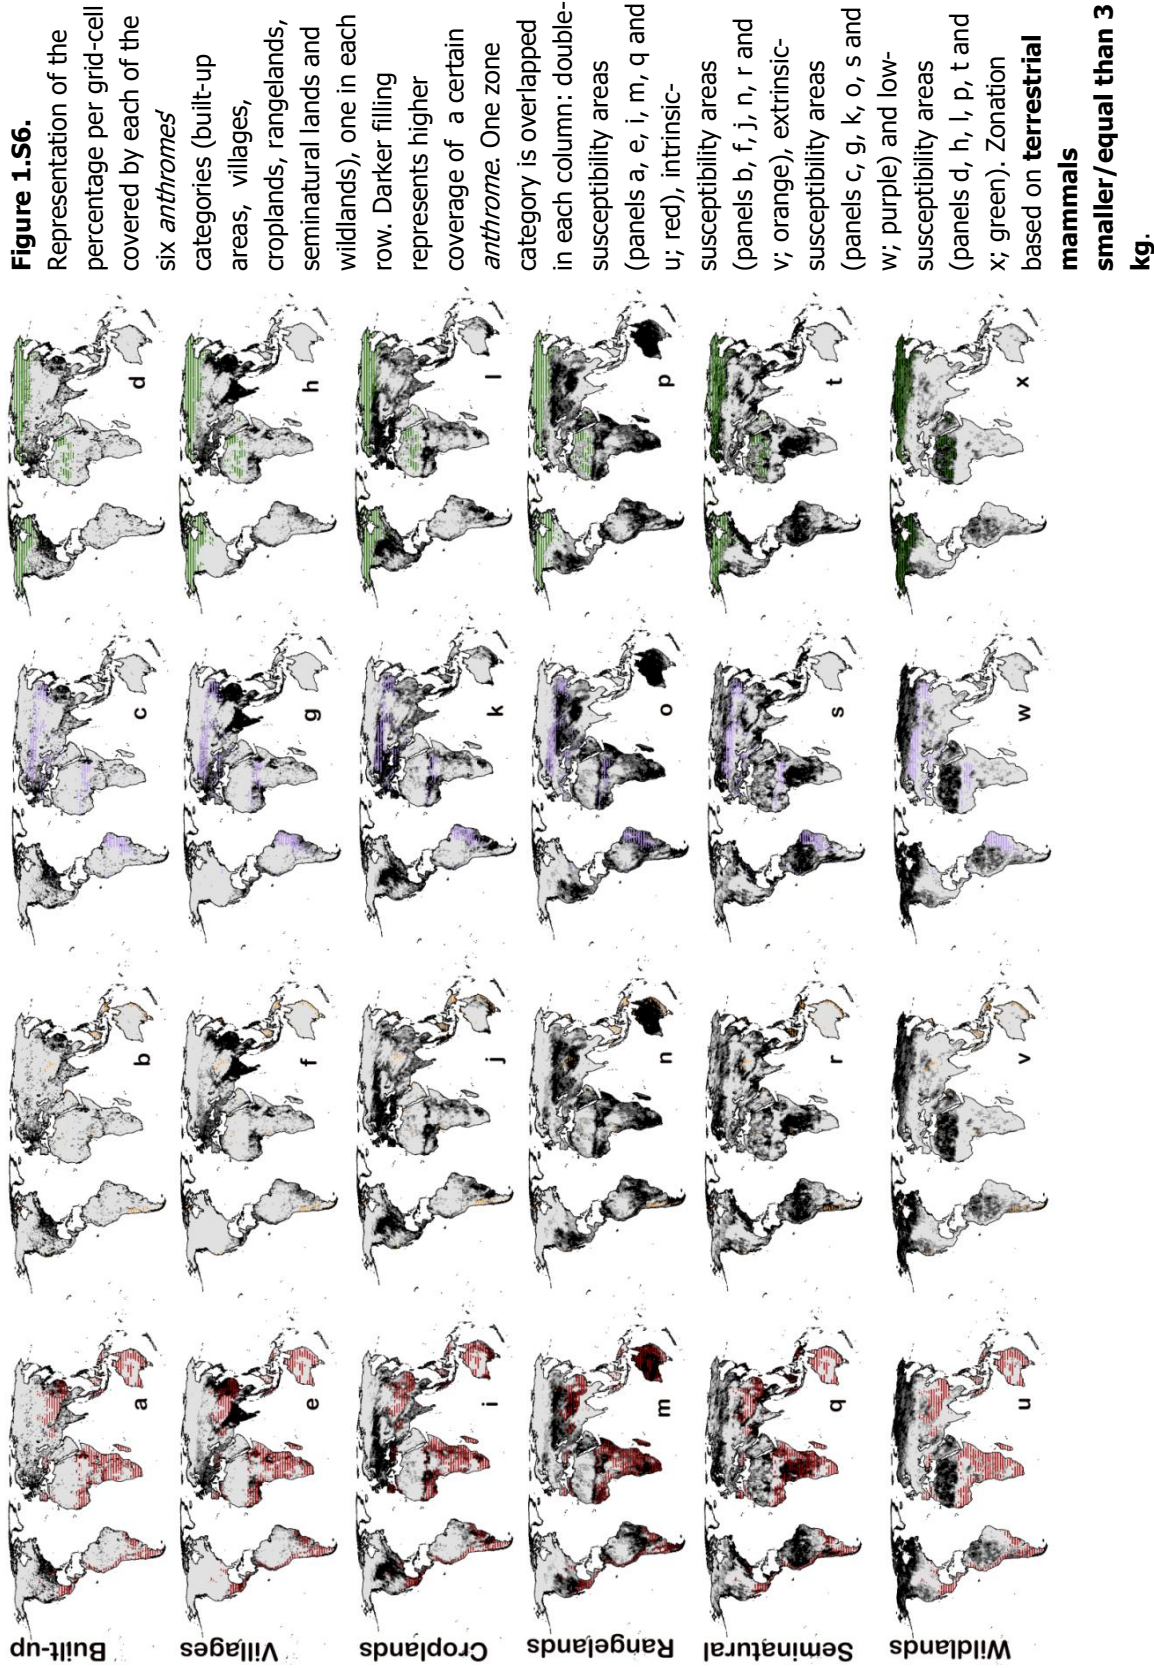 Figure 1.S6.
Representation of the
percentage per grid-cell
covered by each of the
six anthromes'
categories (built-up
areas, villages,
croplands, rangelands,
seminatural lands and
wildlands), one in each
row. Darker filling
represents higher
coverage of a certain
anthrome. One zone
category is overlapped
in each column: double-
susceptibility areas
(panels a, e, i, m, q and
u; red), intrinsic-
susceptibility areas
(panels b, f, j, n, r and
v; orange), extrinsic-
susceptibility areas
(panels c, g, k, o, s and
w; purple) and low-
susceptibility areas
(panels d, h, l, p, t and
x; green). Zonation
based on terrestrial
mammals
smaller/equal than 3
kg.
Built-up
a
b
c
d
Villages
e
f
g
h
Croplands
i
j
k
l
Rangelands
m
n
o
p
Seminatural
q
r
s
t
Wildlands
u
v
w
x